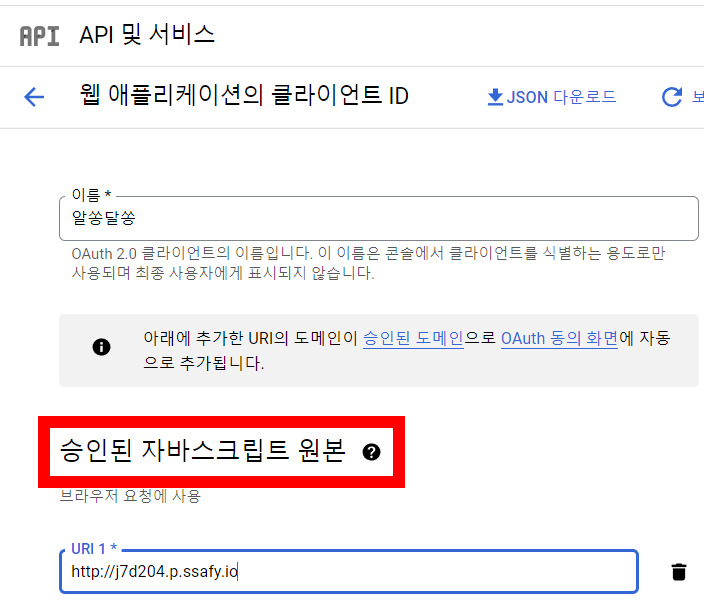 API API 및 서비스
웹 애플리케이션의 클라이언트 ID JSON 다운로드
이름 *
알쏭달쏭
OAuth 2.0 클라이언트의 이름입니다. 이 이름은 콘솔에서 클라이언트를 식별하는 용도로만
사용되며 최종 사용자에게 표시되지 않습니다.
아래에 추가한 URI의 도메인이 승인된 도메인으로 OAuth 동의 화면에 자동
으로 추가됩니다.
승인된 자바스크립트 원본
브라우저 요청에 사용
URI 1 *
http://j7d204.p.ssafy.io